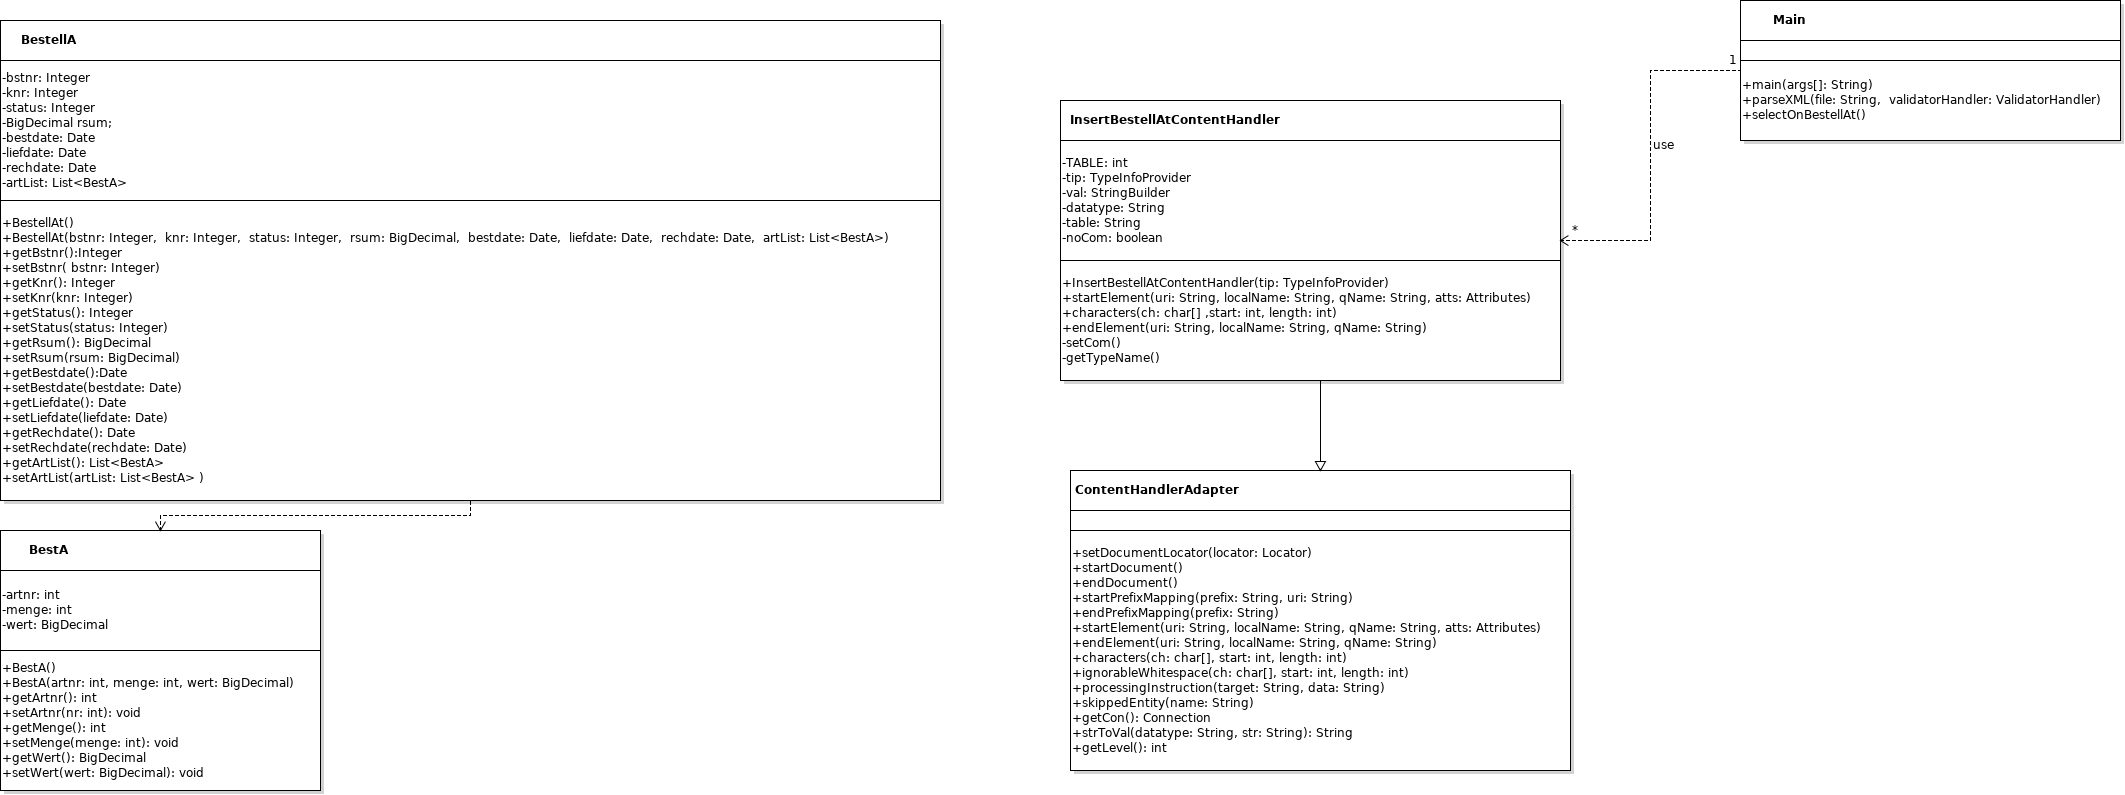 BestellA
-bstnr: Integer
-knr: Integer
-status: Integer
-BigDecimal rsum;
-bestdate: Date
-liefdate: Date
-rechdate: Date
-artList: List<BestA>
+BestellAt()
+BestellAt(bstnr: Integer,  knr: Integer,  status: Integer,  rsum: BigDecimal,  bestdate: Date,  liefdate: Date,  rechdate: Date,  artList: List<BestA>)
+getBstnr():Integer
+setBstnr( bstnr: Integer)
+getKnr(): Integer
+setKnr(knr: Integer)
+getStatus(): Integer
+setStatus(status: Integer)
+getRsum(): BigDecimal
+setRsum(rsum: BigDecimal)
+getBestdate():Date
+setBestdate(bestdate: Date)
+getLiefdate(): Date
+setLiefdate(liefdate: Date)
+getRechdate(): Date
+setRechdate(rechdate: Date)
+getArtList(): List<BestA>
+setArtList(artList: List<BestA> )
BestA
-artnr: int
-menge: int
-wert: BigDecimal
+BestA()
+BestA(artnr: int, menge: int, wert: BigDecimal)
+getArtnr(): int
+setArtnr(nr: int): void
+getMenge(): int
+setMenge(menge: int): void
+getWert(): BigDecimal
+setWert(wert: BigDecimal): void
InsertBestellAtContentHandler
-TABLE: int
-tip: TypeInfoProvider
-val: StringBuilder
-datatype: String
-table: String
-noCom: boolean
+InsertBestellAtContentHandler(tip: TypeInfoProvider)
+startElement(uri: String, localName: String, qName: String, atts: Attributes)
+characters(ch: char[] ,start: int, length: int)
+endElement(uri: String, localName: String, qName: String)
-setCom()
-getTypeName()
ContentHandlerAdapter
+setDocumentLocator(locator: Locator)
+startDocument()
+endDocument()
+startPrefixMapping(prefix: String, uri: String)
+endPrefixMapping(prefix: String)
+startElement(uri: String, localName: String, qName: String, atts: Attributes)
+endElement(uri: String, localName: String, qName: String)
+characters(ch: char[], start: int, length: int)
+ignorableWhitespace(ch: char[], start: int, length: int)
+processingInstruction(target: String, data: String)
+skippedEntity(name: String)
+getCon(): Connection
+strToVal(datatype: String, str: String): String
+getLevel(): int
Main
+main(args[]: String)
+parseXML(file: String,  validatorHandler: ValidatorHandler)
+selectOnBestellAt()
1
use
*